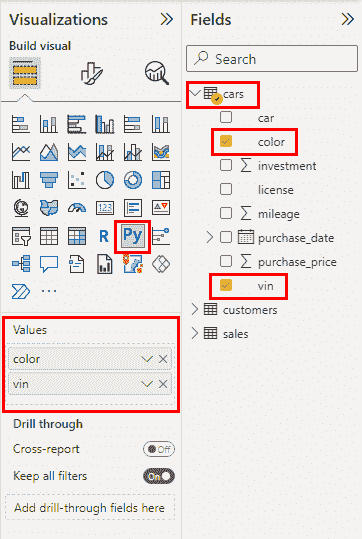 Visualizations
Build visual
123
R
Py
Values
color
vin
Drill through
Cross-report
Off
Keep all filters
On
Add drill-through fields here
Fields
Search
cars
car
color
investment
license
mileage
purchase_date
purchase_price
vin
customers
sales